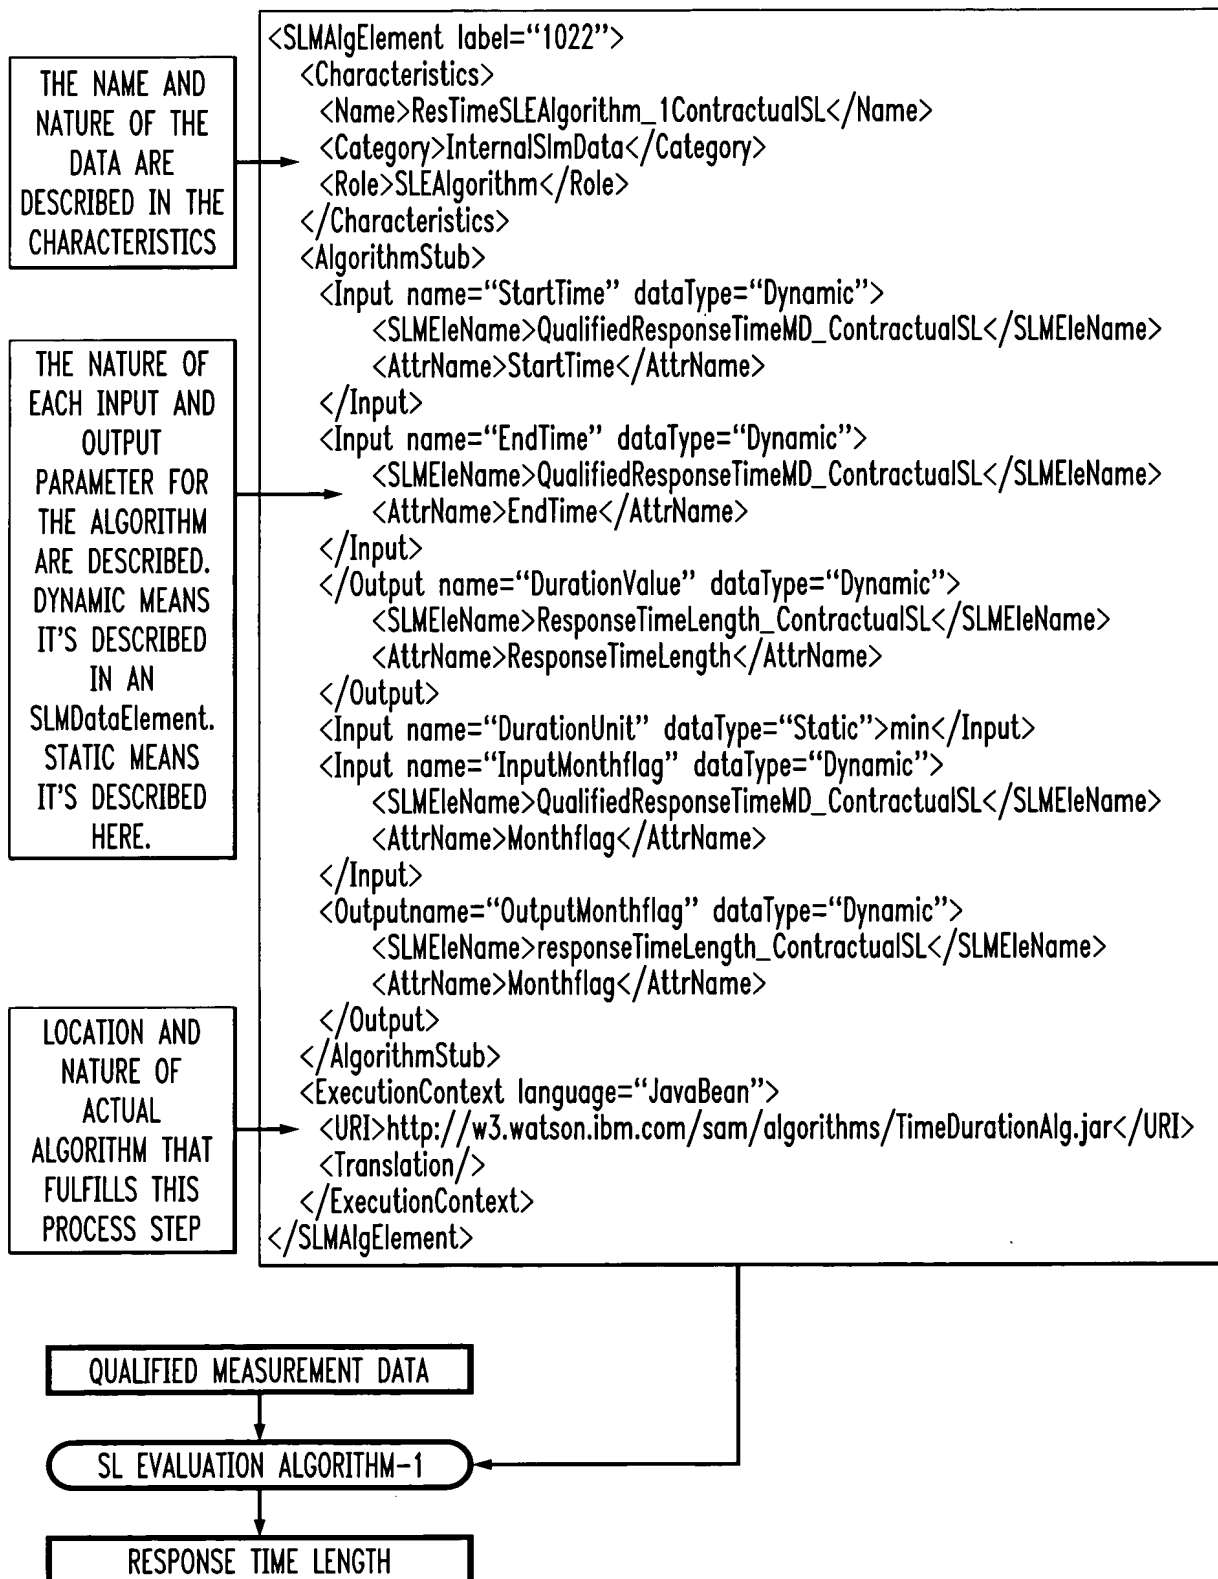 THE NAME AND
NATURE OF THE
DATA ARE
DESCRIBED IN THE
CHARACTERISTICS
THE NATURE OF
EACH INPUT AND
OUTPUT
PARAMETER FOR
THE ALGORITHM
ARE DESCRIBED.
DYNAMIC MEANS
IT'S DESCRIBED
IN AN
SLMDataElement.
STATIC MEANS
IT'S DESCRIBED
HERE.
LOCATION AND
NATURE OF
ACTUAL
ALGORITHM THAT
FULFILLS THIS
PROCESS STEP
<SLMAlgElement label=“1022”>
<Characteristics>
<Name>ResTimeSLEAlgorithm_1ContractualSL</Name>
<Category>InternalSlmData</Category>
<Role>SLEAlgorithm</Role>
</Characteristics>
<AlgorithmStub>
<Input name=“StartTime” dataType=“Dynamic”>
<SLMEleName>QualifiedResponseTimeMD_ContractualSL</SLMEleName>
<AttrName>StartTime</AttrName>
</Input>
<Input name=“EndTime” dataType=“Dynamic”>
<SLMEleName>QualifiedResponseTimeMD_ContractualSL</SLMEleName>
<AttrName>EndTime</AttrName>
</Input>
</Output name=“DurationValue” dataType=“Dynamic”>
<SLMEleName>ResponseTimeLength_ContractualSL</SLMEleName>
<AttrName>ResponseTimeLength</AttrName>
</Output>
<Input name=“DurationUnit” dataType=“Static”>min</Input>
<Input name=“InputMonthflag” dataType=“Dynamic”>
<SLMEleName>QualifiedResponseTimeMD_ContractualSL</SLMEleName>
<AttrName>Monthflag</AttrName>
</Input>
<Outputname=“OutputMonthflag” dataType=“Dynamic”>
<SLMEleName>responseTimeLength_ContractualSL</SLMEleName>
<AttrName>Monthflag</AttrName>
</Output>
</AlgorithmStub>
<ExecutionContext language=“JavaBean”>
<URI>http://w3.watson.ibm.com/sam/algorithms/TimeDurationAlg.jar</URI>
<Translation/>
</ExecutionContext>
</SLMAlgElement>
QUALIFIED MEASUREMENT DATA
SL EVALUATION ALGORITHM-1
RESPONSE TIME LENGTH